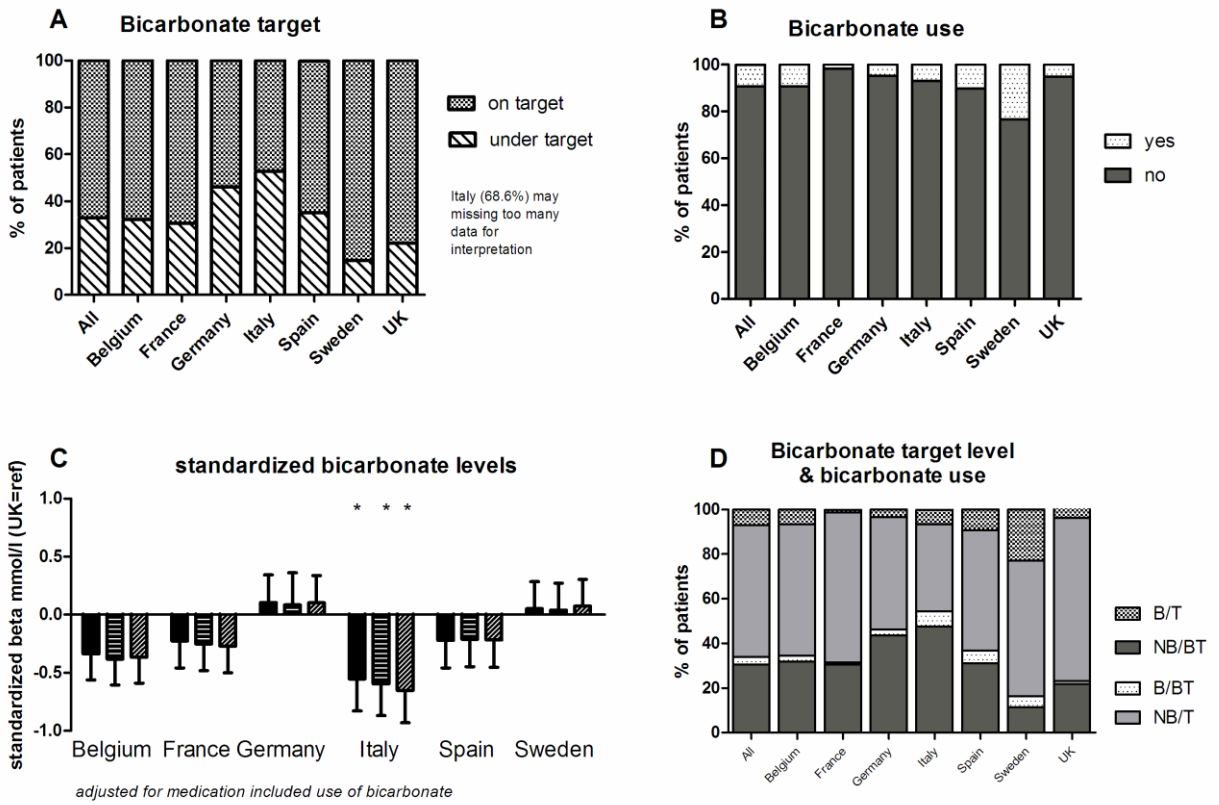 A
Bicarbonate target
% of patients
100
80
60
40
20
0
All
Belgium
France
Germany
Italy
Spain
Sweden
UK
on target
under target
Italy (68.6%) may
missing too many
data for
interpretation
B
Bicarbonate use
% of patients
100
80
60
40
20
0
All
Belgium
France
Germany
Italy
Spain
Sweden
UK
yes
no
C
standardized bicarbonate levels
standardized beta mmol/l (UK=ref)
1.0
0.5
0.0
-0.5
-1.0
* * *
Belgium France Germany Italy Spain Sweden
adjusted for medication included use of bicarbonate
D
Bicarbonate target level
& bicarbonate use
% of patients
100
80
60
40
20
0
All
Belgium
France
Germany
Italy
Spain
Sweden
UK
B/T
NB/BT
B/BT
NB/T